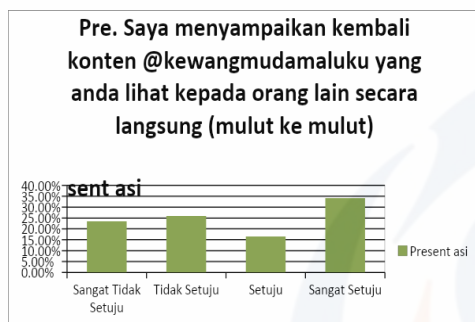 Pre. Saya menyampaikan kembali
konten @kewangmudamaluku yang
anda lihat kepada orang lain secara
langsung (mulut ke mulut)
sent asi
40.00%
35.00%
30.00%
25.00%
20.00%
15.00%
10.00%
5.00%
0.00%
Sangat Tidak
Setuju
Tidak Setuju
Setuju
Sangat Setuju
Present asi